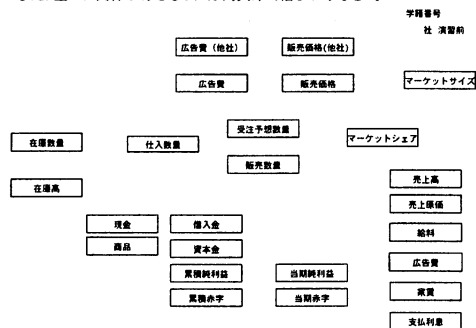 学籍番号
社 演習前
広告費（他社）
販売価格(他社)
広告費
販売価格
マーケットサイズ
受注予想数量
マーケットシェア
在庫数量
仕入数量
販売数量
在庫高
売上高
売上原価
現金
借入金
給料
商品
資本金
累積純利益
当期純利益
広告費
累積赤字
当期赤字
家賃
支払利息